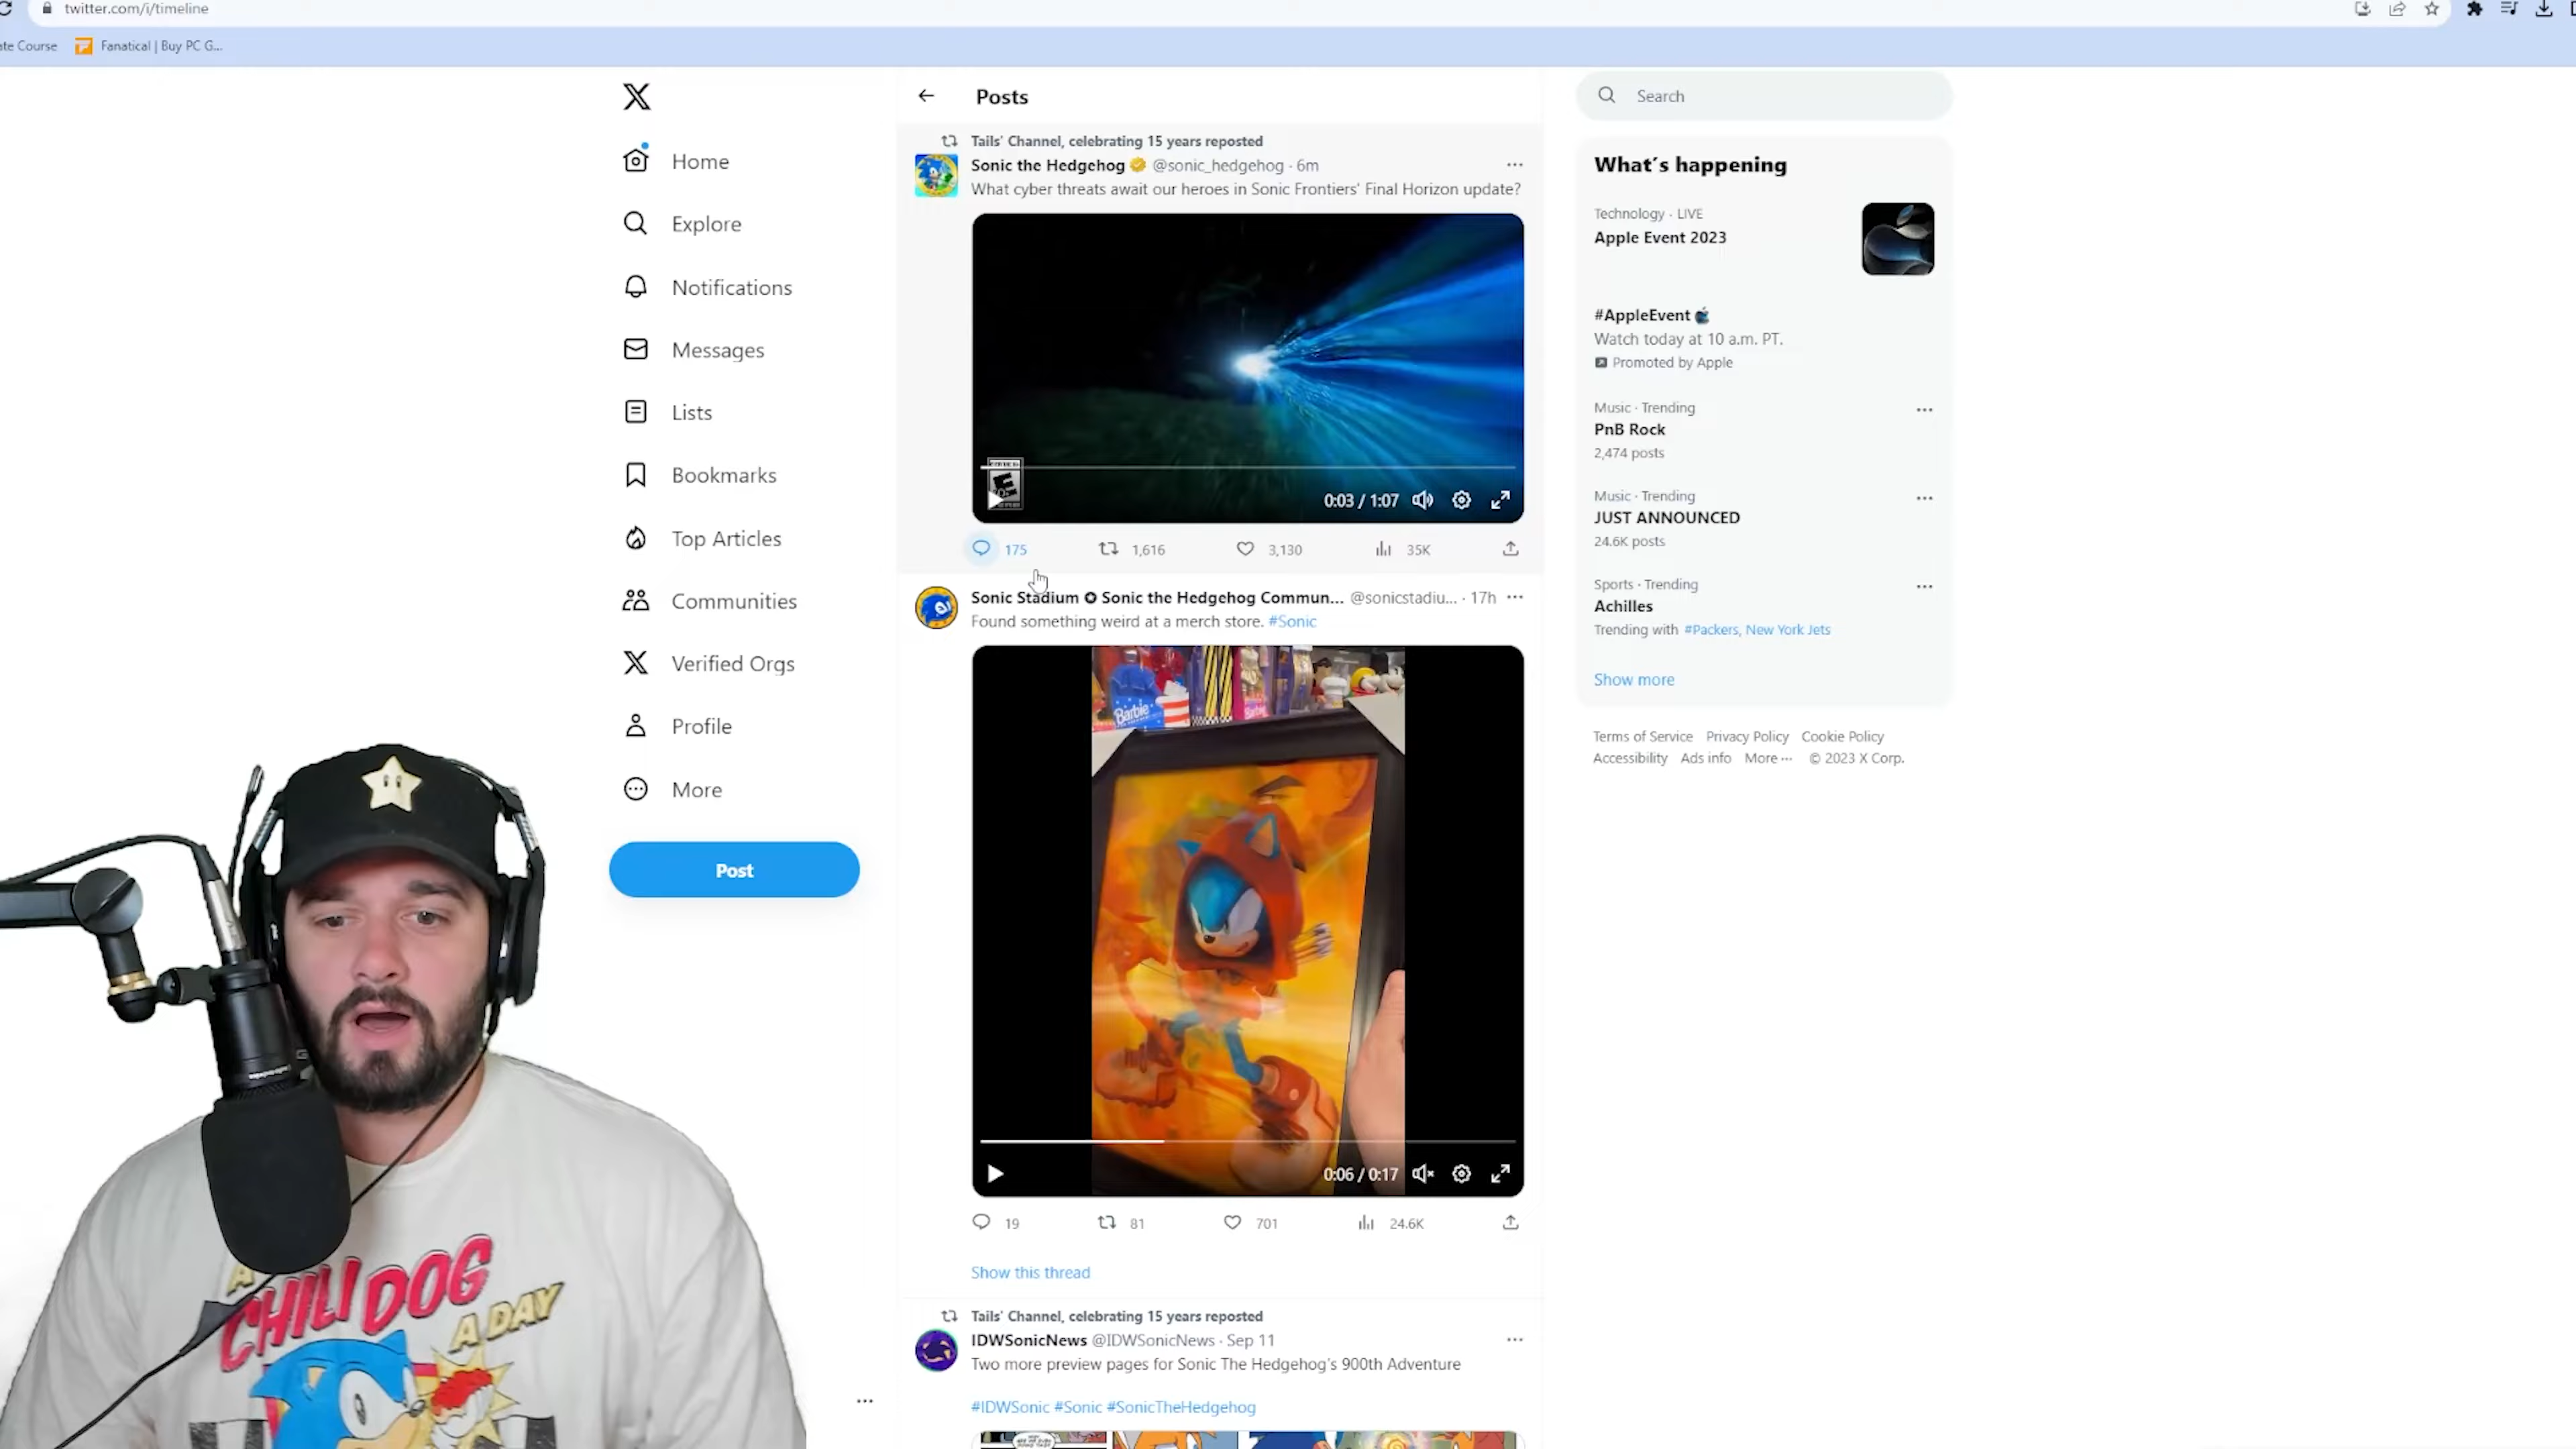 twitter.com/i/timeline
ate Course
Fanatical | Buy PC G...
X
Home
Explore
Notifications
Messages
Lists
Bookmarks
Top Articles
Communities
Verified Orgs
Profile
More
Post
Posts
Tails' Channel, celebrating 15 years reposted
Sonic the Hedgehog @sonic_hedgehog · 6m
What cyber threats await our heroes in Sonic Frontiers' Final Horizon update?
E
0:03 / 1:07
175 1,616 3,130 35K
Sonic Stadium ✪ Sonic the Hedgehog Commun... @sonicstadiu... · 17h
Found something weird at a merch store. #Sonic
Barbie
Barbie
0:06 / 0:17
19 81 701 24.6K
Show this thread
Tails' Channel, celebrating 15 years reposted
IDWSonicNews @IDWSonicNews · Sep 11
Two more preview pages for Sonic The Hedgehog's 900th Adventure
#IDWSonic #Sonic #SonicTheHedgehog
Search
What's happening
Technology · LIVE
Apple Event 2023
#AppleEvent
Watch today at 10 a.m. PT.
Promoted by Apple
Music · Trending
PnB Rock
2,474 posts
Music · Trending
JUST ANNOUNCED
24.6K posts
Sports · Trending
Achilles
Trending with #Packers, New York Jets
Show more
Terms of Service Privacy Policy Cookie Policy
Accessibility Ads info More ··· © 2023 X Corp.
A
CHILI DOG
A DAY